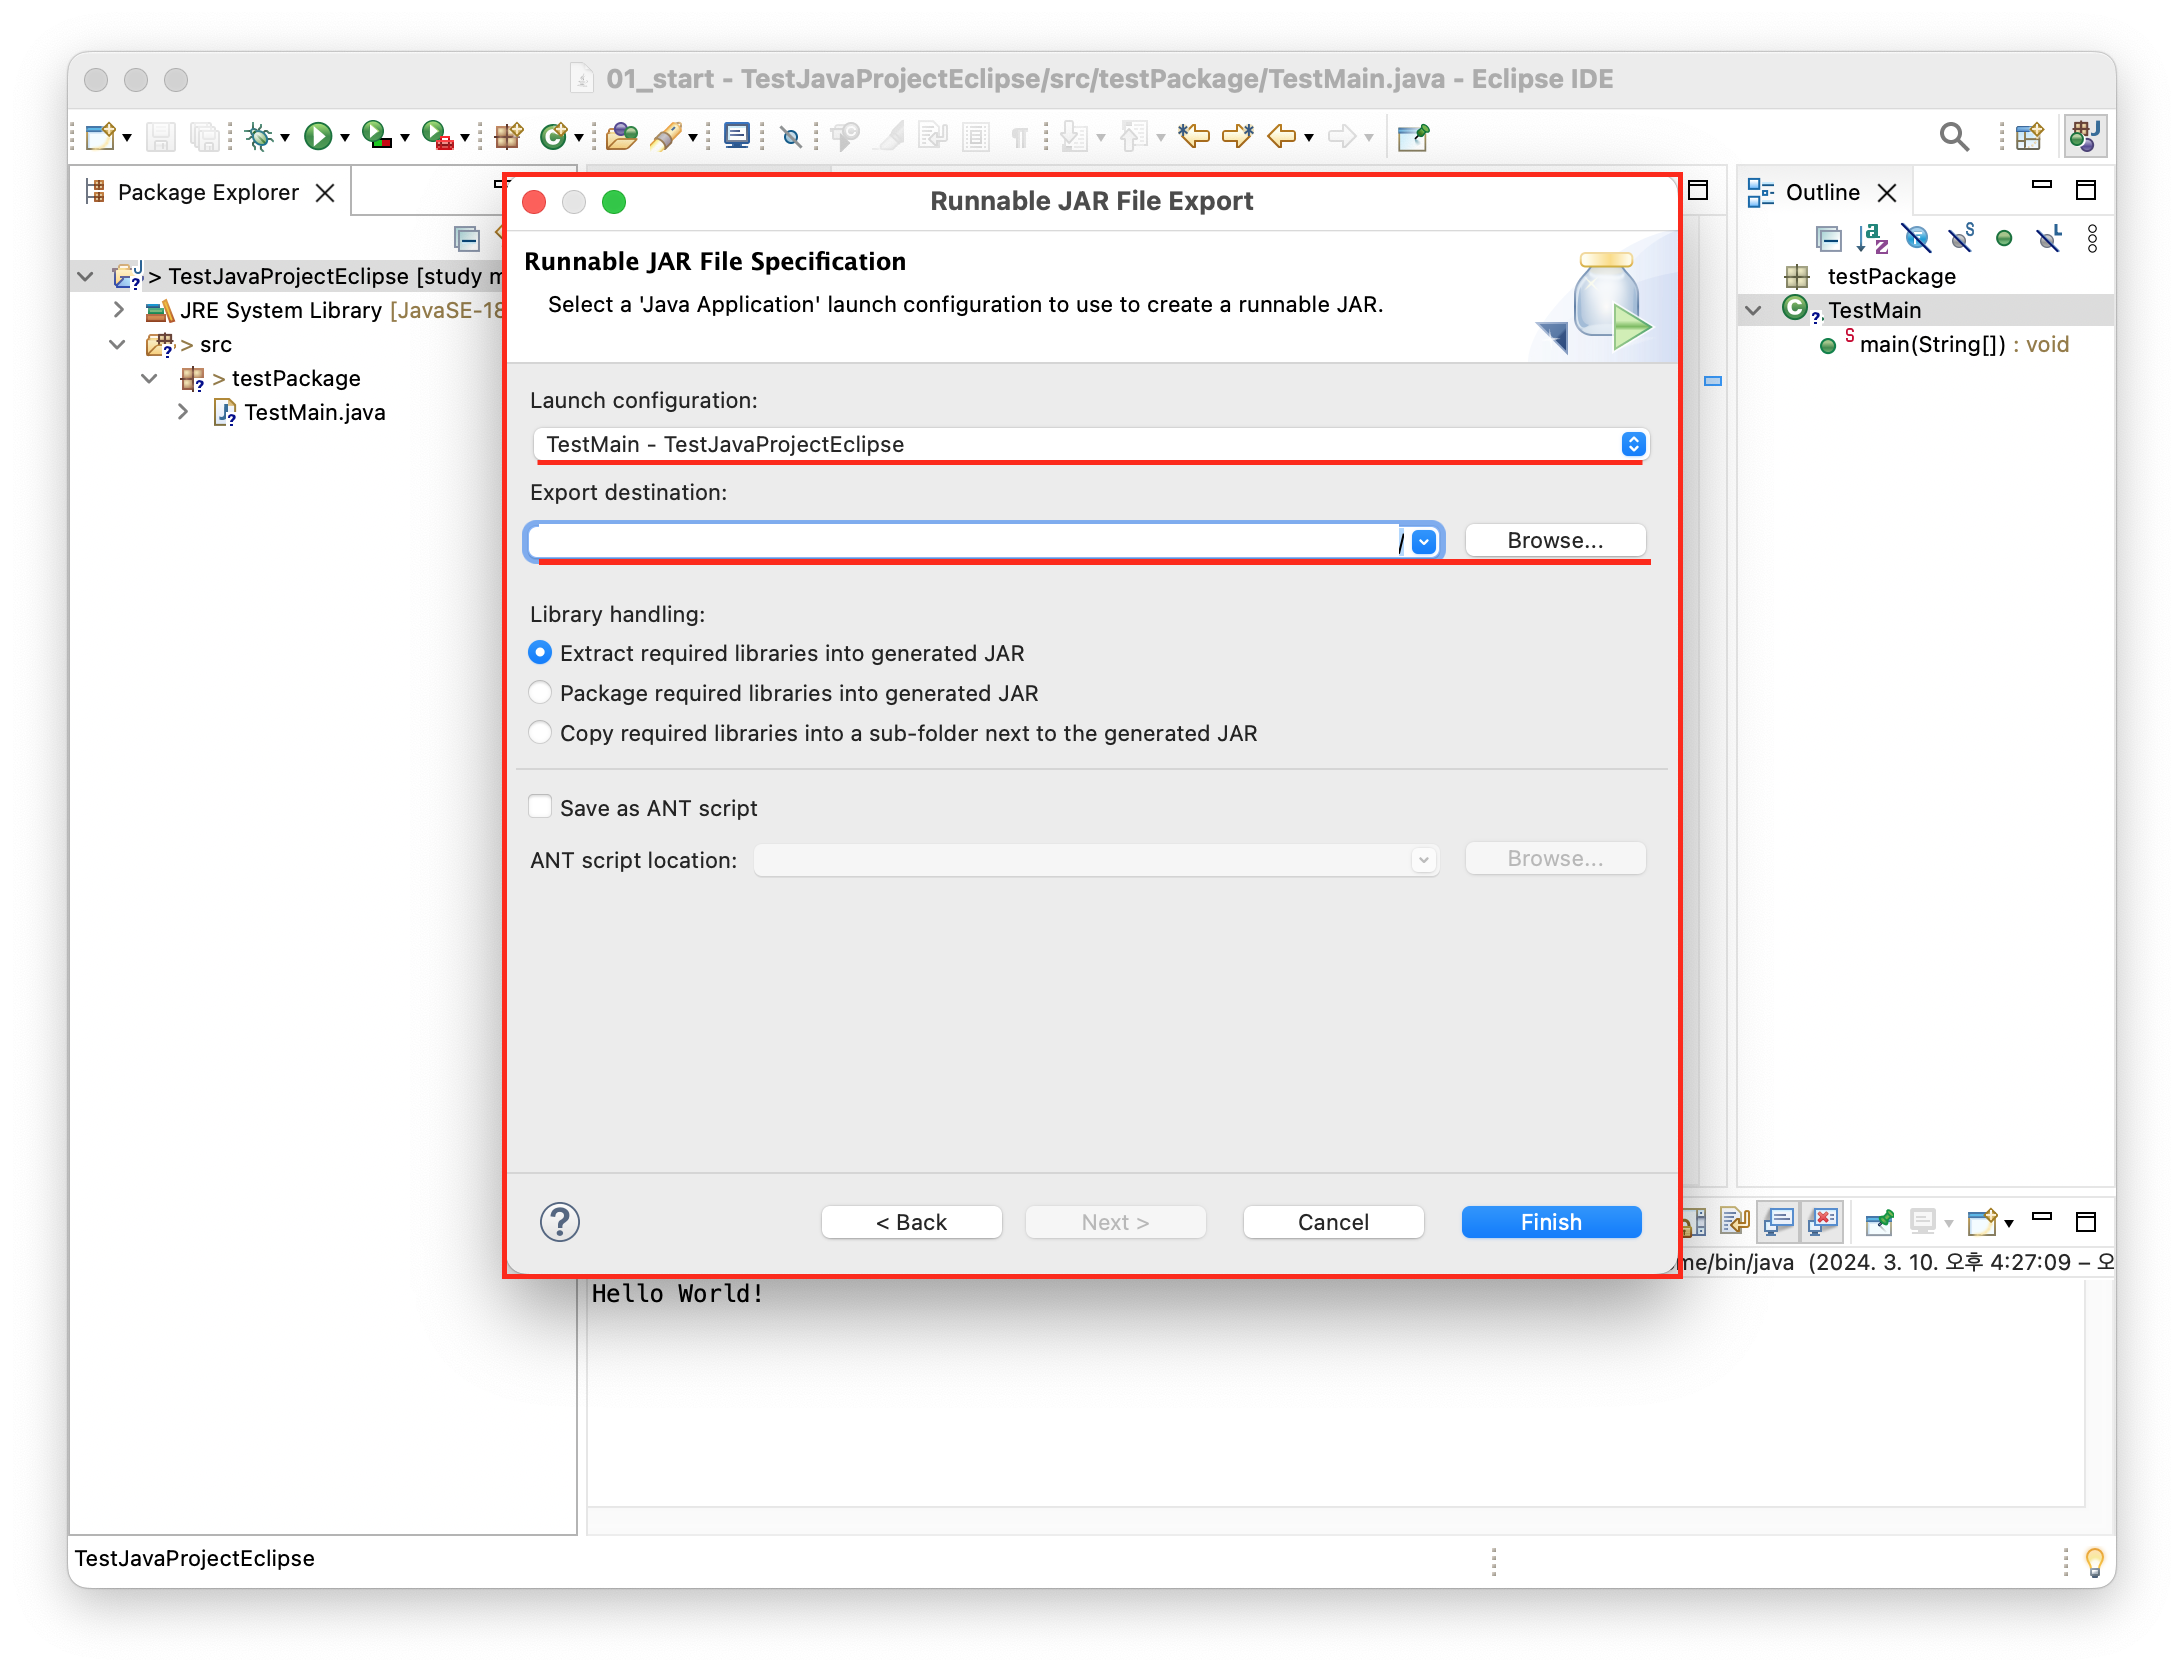 01_start - TestJavaProjectEclipse/src/testPackage/TestMain.java - Eclipse IDE
Package Explorer
> TestJavaProjectEclipse [study m
JRE System Library [JavaSE-18
> src
> testPackage
TestMain.java
Runnable JAR File Export
Runnable JAR File Specification
Select a 'Java Application' launch configuration to use to create a runnable JAR.
Launch configuration:
TestMain - TestJavaProjectEclipse
Export destination:
/
Browse...
Library handling:
Extract required libraries into generated JAR
Package required libraries into generated JAR
Copy required libraries into a sub-folder next to the generated JAR
Save as ANT script
ANT script location:
Browse...
< Back
Next >
Cancel
Finish
Outline
testPackage
TestMain
main(String[]) : void
me/bin/java (2024. 3. 10. 오후 4:27:09 – 오
Hello World!
TestJavaProjectEclipse